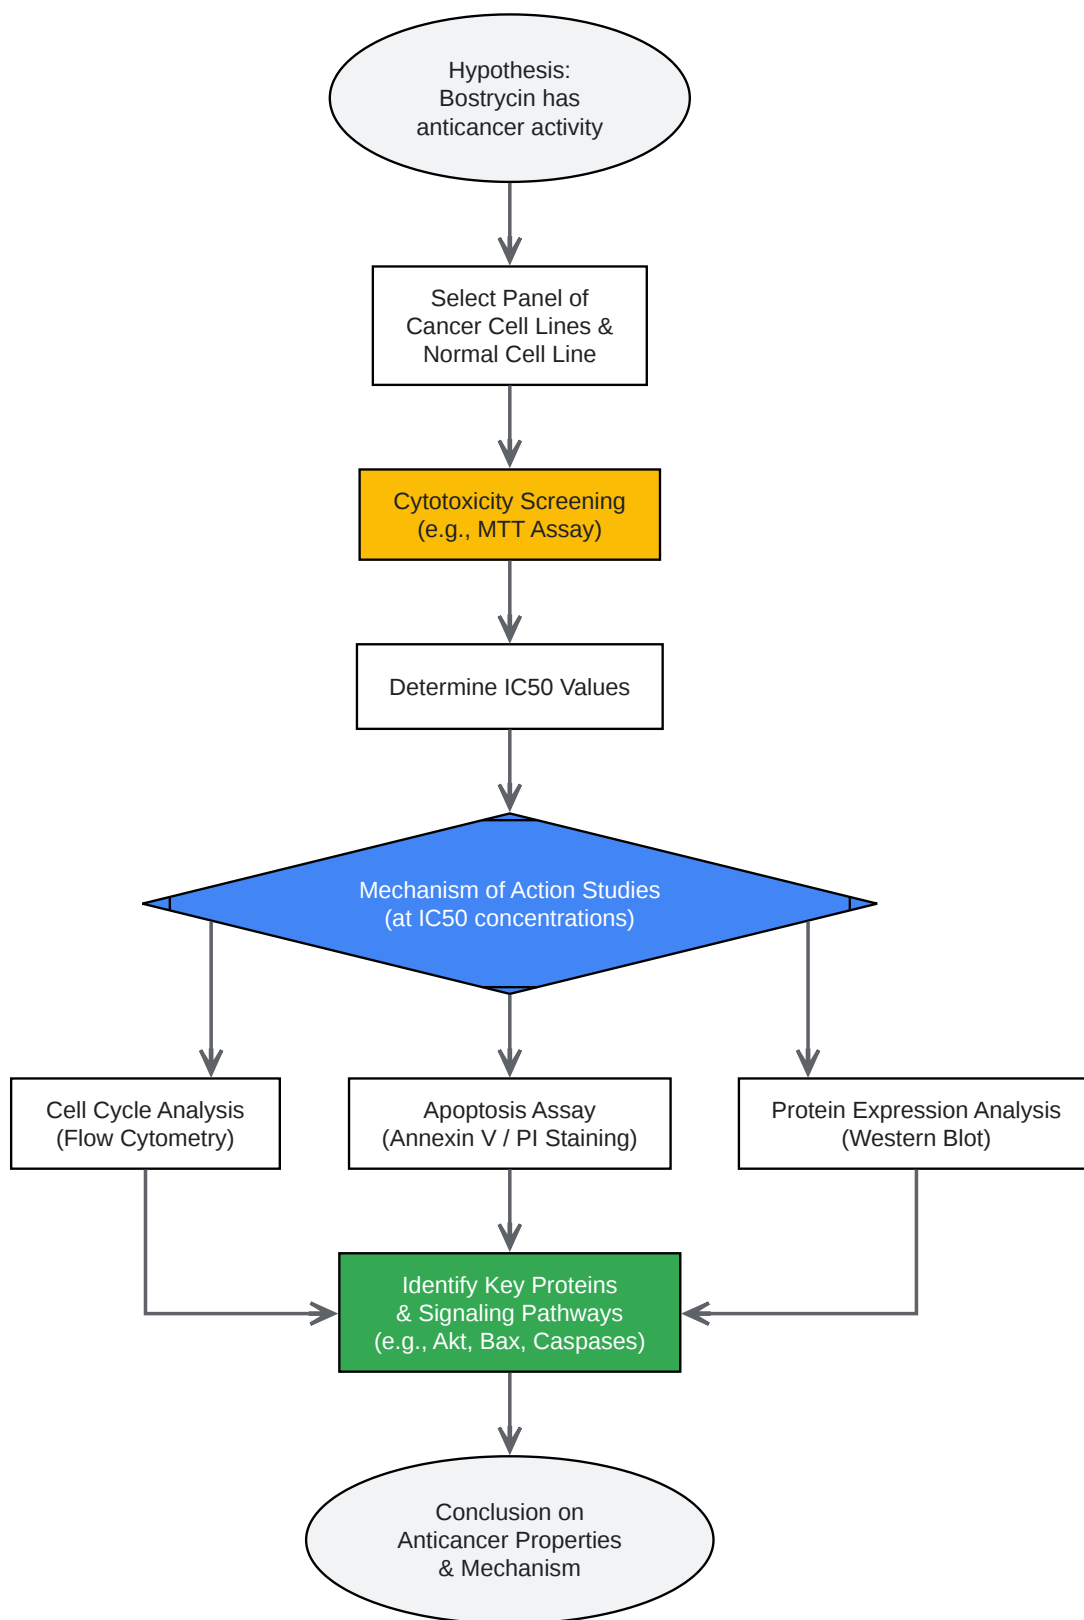 Hypothesis:
Bostrycin has
anticancer activity
Select Panel of
Cancer Cell Lines &
Normal Cell Line
Cytotoxicity Screening
(e.g., MTT Assay)
Determine IC50 Values
Mechanism of Action Studies
(at IC50 concentrations)
Cell Cycle Analysis
(Flow Cytometry)
Apoptosis Assay
(Annexin V / PI Staining)
Protein Expression Analysis
(Western Blot)
Identify Key Proteins
& Signaling Pathways
(e.g., Akt, Bax, Caspases)
Conclusion on
Anticancer Properties
& Mechanism